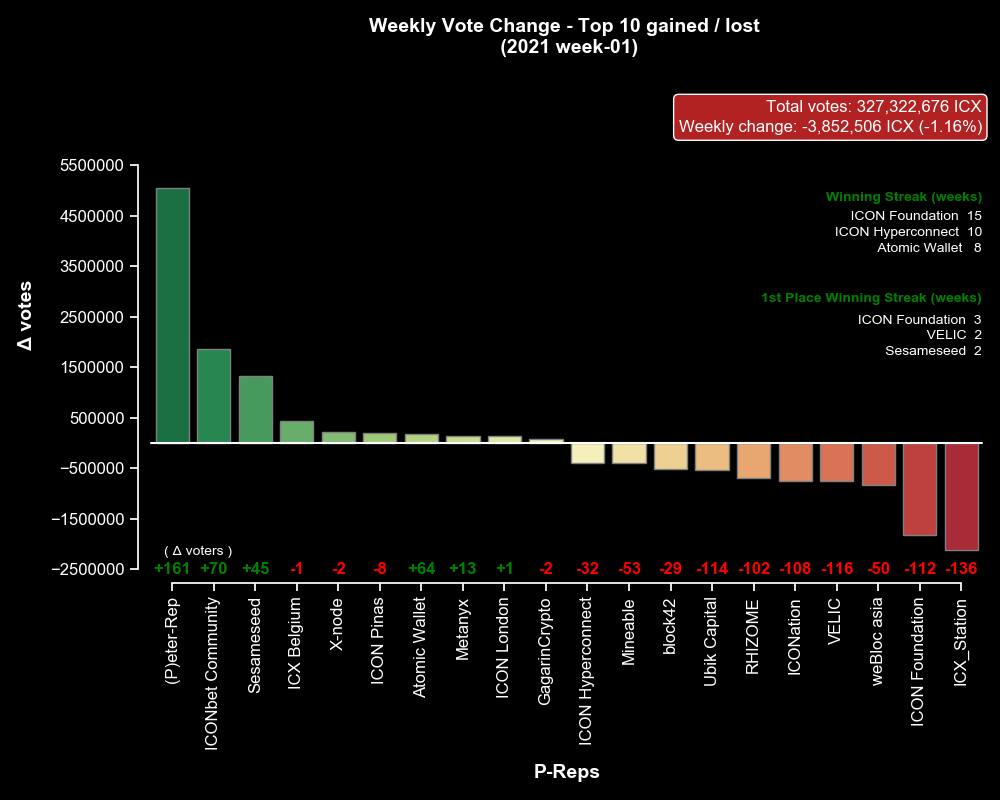 Weekly Vote Change - Top 10 gained / lost
(2021 week-01)
Total votes: 327,322,676 ICX
Weekly change: -3,852,506 ICX (-1.16%)
Winning Streak (weeks)
ICON Foundation 15
ICON Hyperconnect 10
Atomic Wallet 8
1st Place Winning Streak (weeks)
ICON Foundation 3
VELIC 2
Sesameseed 2
Δ votes
5500000
4500000
3500000
2500000
1500000
500000
−500000
−1500000
−2500000
( Δ voters )
+161 +70 +45 -1 -2 -8 +64 +13 +1 -2 -32 -53 -29 -114 -102 -108 -116 -50 -112 -136
(P)eter-Rep
ICONbet Community
Sesameseed
ICX Belgium
X-node
ICON Pinas
Atomic Wallet
Metanyx
ICON London
GagarinCrypto
ICON Hyperconnect
Mineable
block42
Ubik Capital
RHIZOME
ICONation
VELIC
weBloc asia
ICON Foundation
ICX_Station
P-Reps